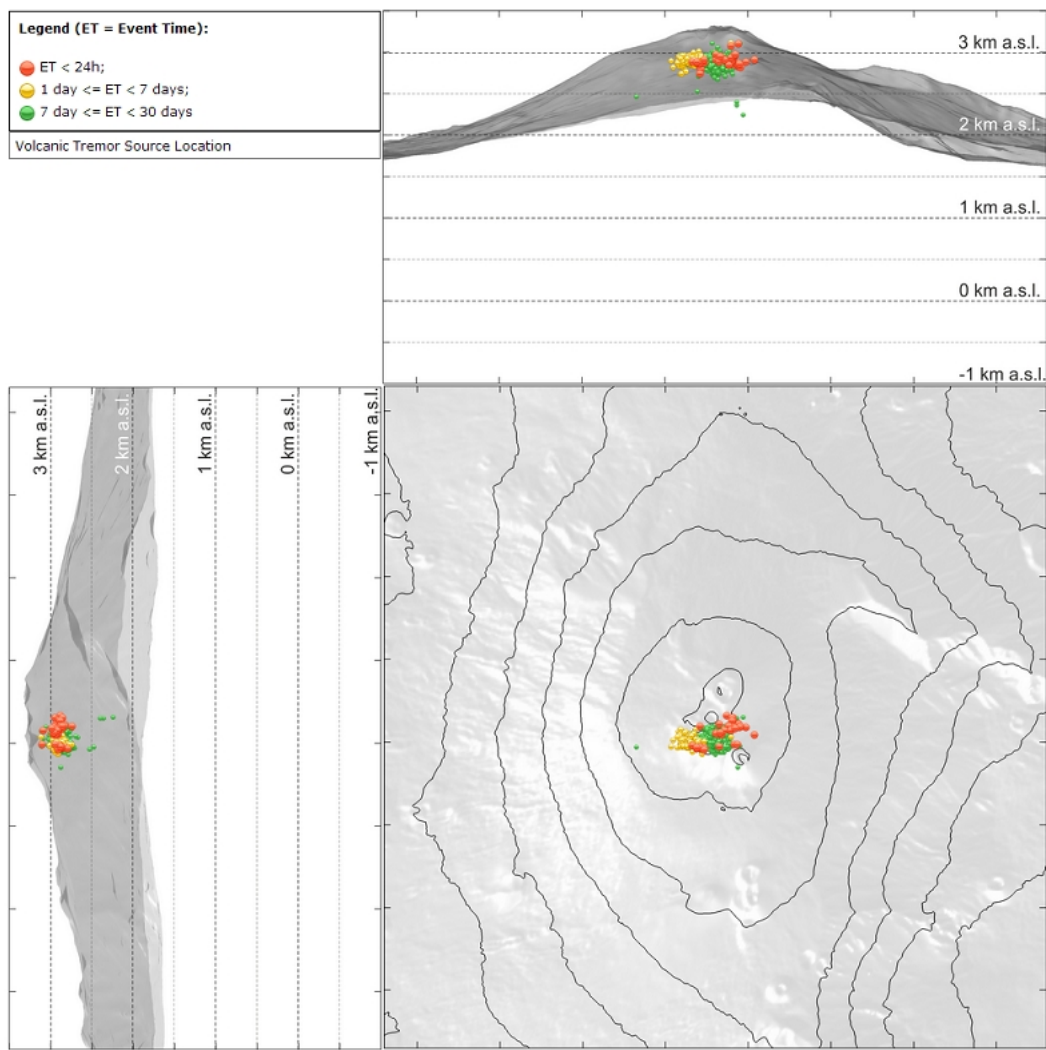 Legend (ET = Event Time):
ET < 24h;
1 day <= ET < 7 days;
7 day <= ET < 30 days
Volcanic Tremor Source Location
3 km a.s.l.
2 km a.s.l.
1 km a.s.l.
0 km a.s.l.
-1 km a.s.l.
3 km a.s.l.
2 km a.s.l.
1 km a.s.l.
0 km a.s.l.
-1 km a.s.l.